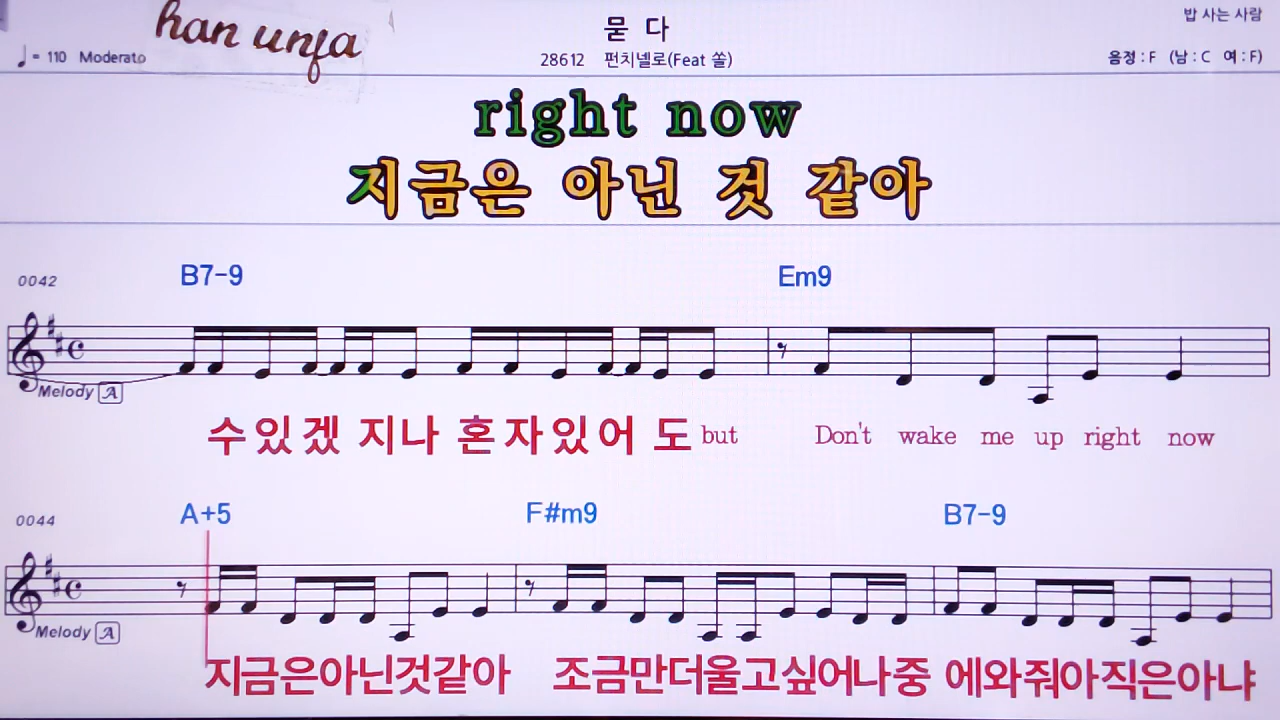 han unfa
묻 다
밥 사는 사람
♩= 110 Moderato
28612 펀치넬로(Feat 쏠)
음정 : F (남 : C 여 : F)
right now
지금은 아닌 것 같아
0042
B7-9 Em9
Melody A
수있겠 지나 혼자있어 도 but Don't wake me up right now
0044
A+5 F#m9 B7-9
Melody A
지금은아닌것같아 조금만더울고싶어나중 에와줘아직은아냐